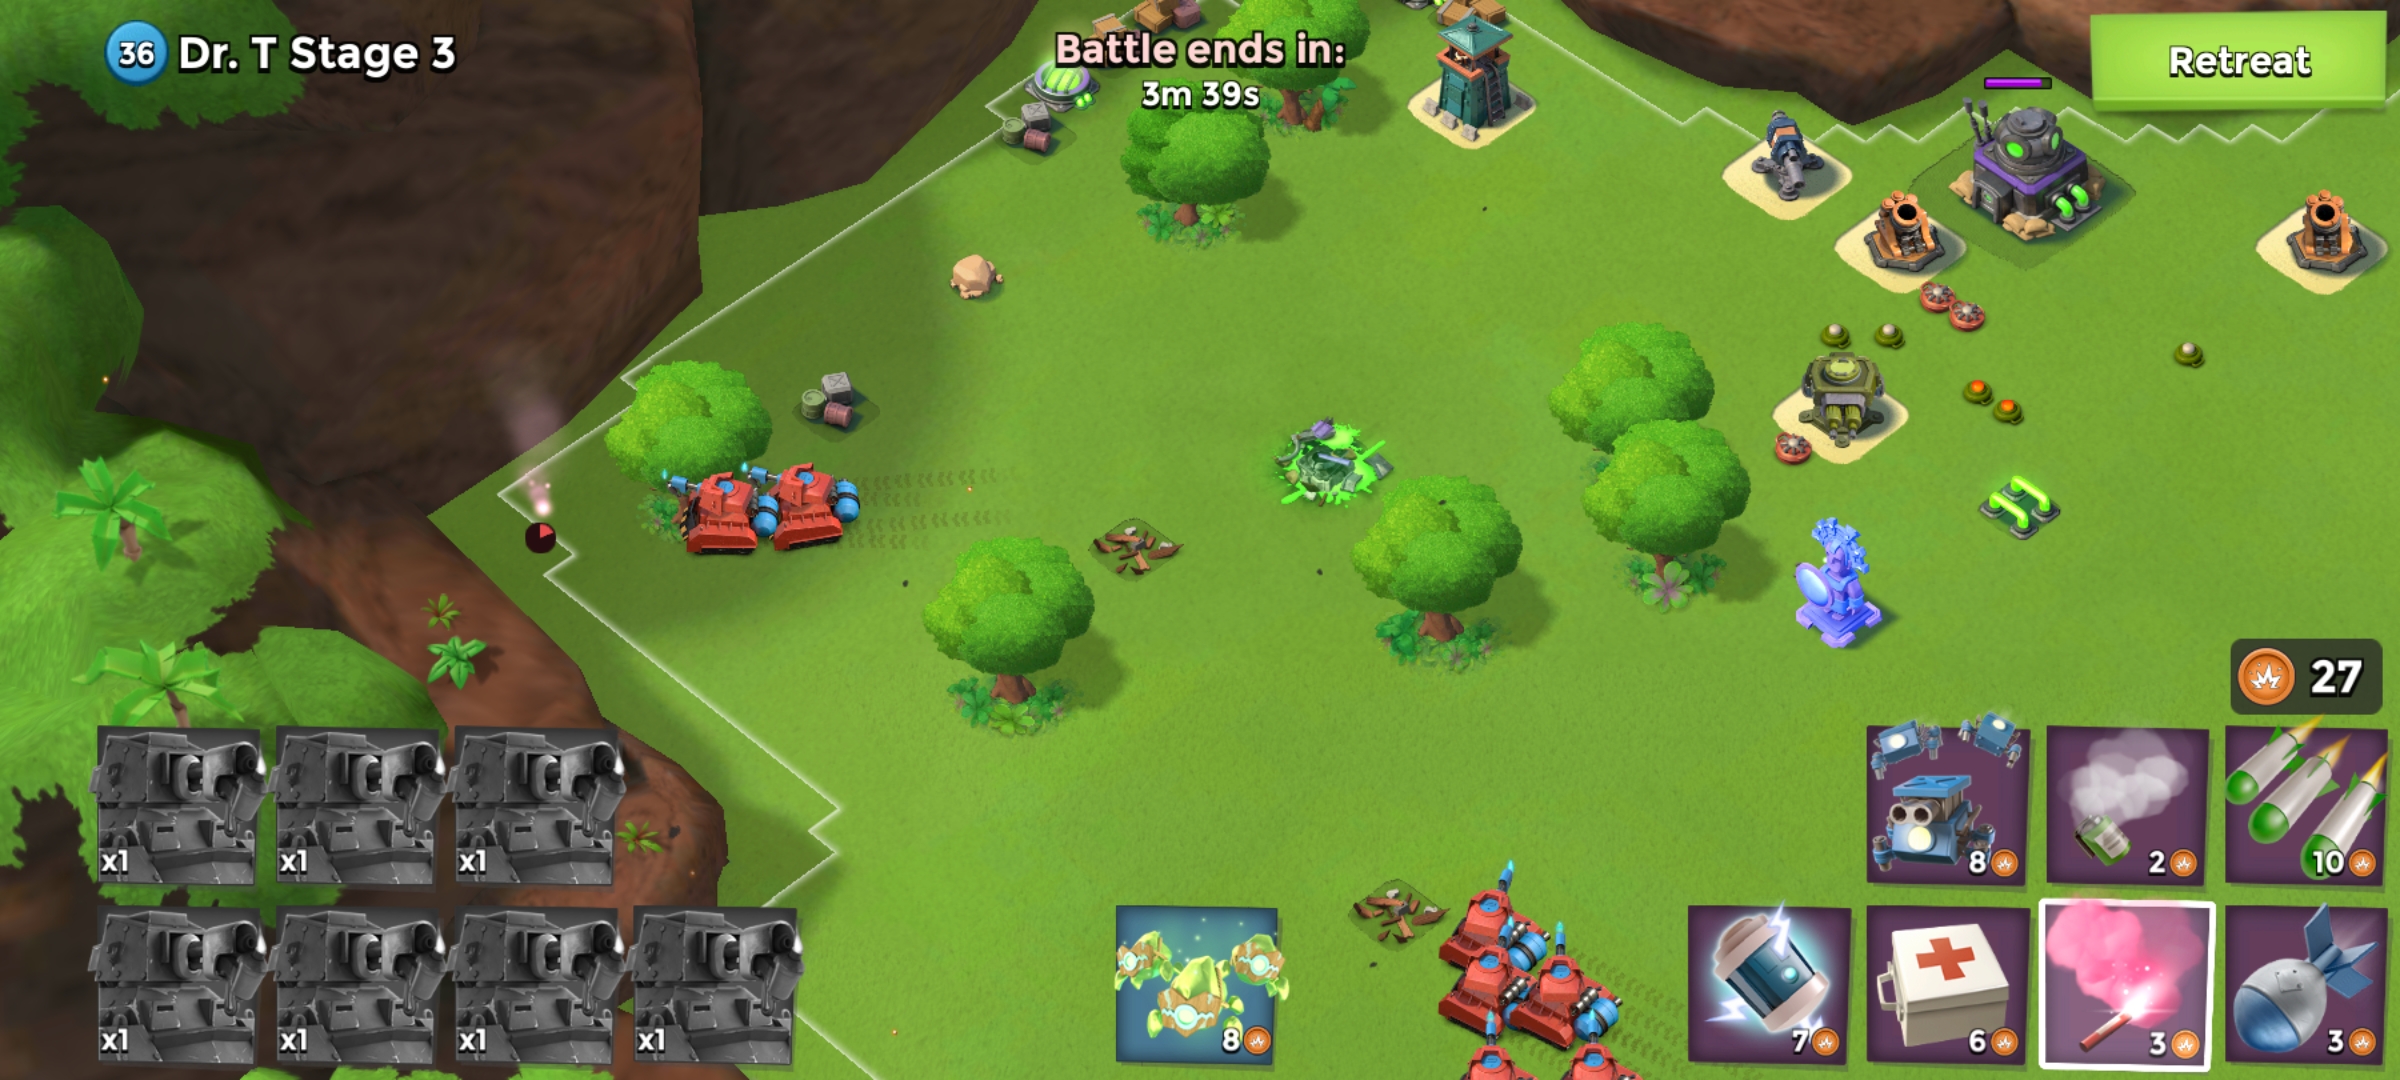 36 Dr. T Stage 3
Battle ends in:
3m 39s
Retreat
27
8
2
10
x1
x1
x1
x1
x1
x1
x1
8
7
6
3
3